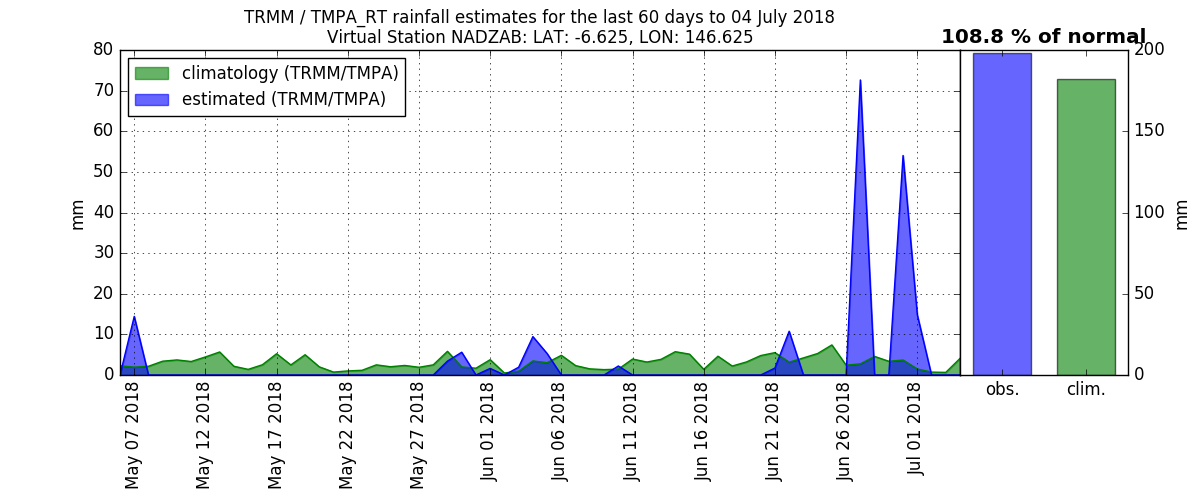 TRMM / TMPA_RT rainfall estimates for the last 60 days to 04 July 2018
Virtual Station NADZAB: LAT: -6.625, LON: 146.625
108.8 % of normal
climatology (TRMM/TMPA)
estimated (TRMM/TMPA)
mm
80
70
60
50
40
30
20
10
0
May 07 2018
May 12 2018
May 17 2018
May 22 2018
May 27 2018
Jun 01 2018
Jun 06 2018
Jun 11 2018
Jun 16 2018
Jun 21 2018
Jun 26 2018
Jul 01 2018
obs.
clim.
200
150
100
50
0
mm